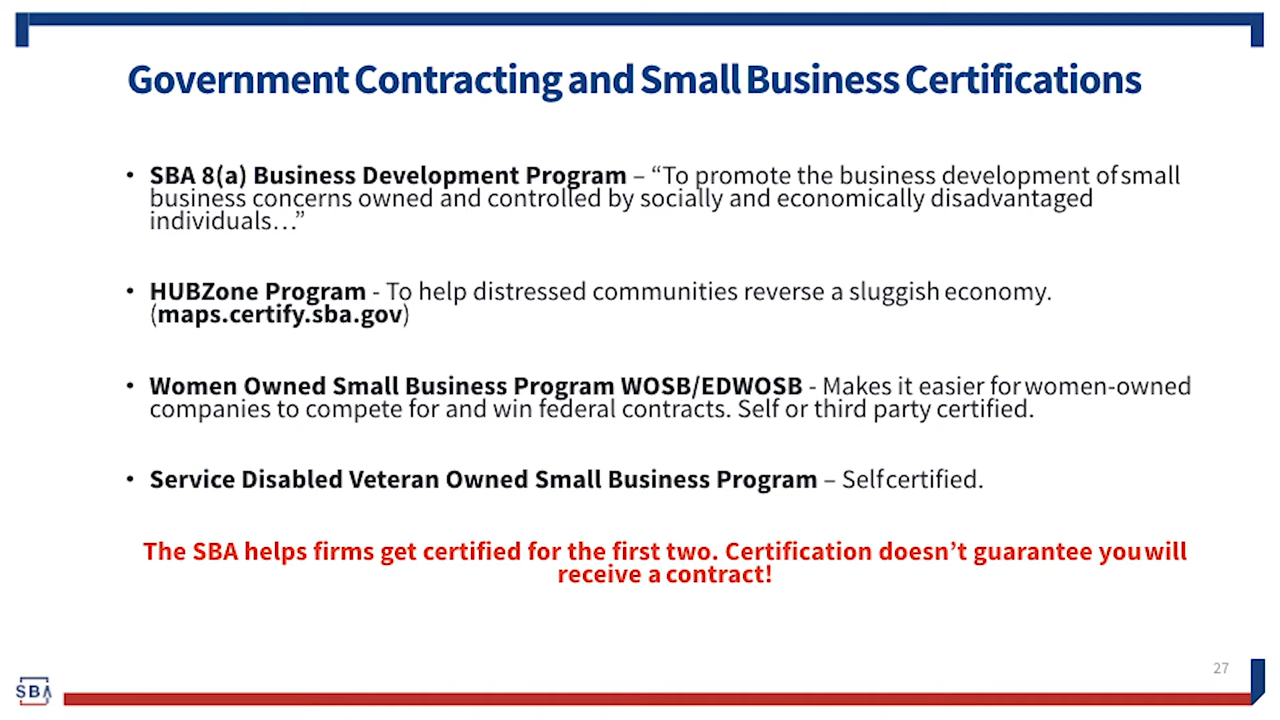 Government Contracting and Small Business Certifications
• SBA 8(a) Business Development Program – “To promote the business development of small
business concerns owned and controlled by socially and economically disadvantaged
individuals…”
• HUBZone Program - To help distressed communities reverse a sluggish economy.
(maps.certify.sba.gov)
• Women Owned Small Business Program WOSB/EDWOSB - Makes it easier for women-owned
companies to compete for and win federal contracts. Self or third party certified.
• Service Disabled Veteran Owned Small Business Program – Self certified.
The SBA helps firms get certified for the first two. Certification doesn’t guarantee you will
receive a contract!
27
SBA